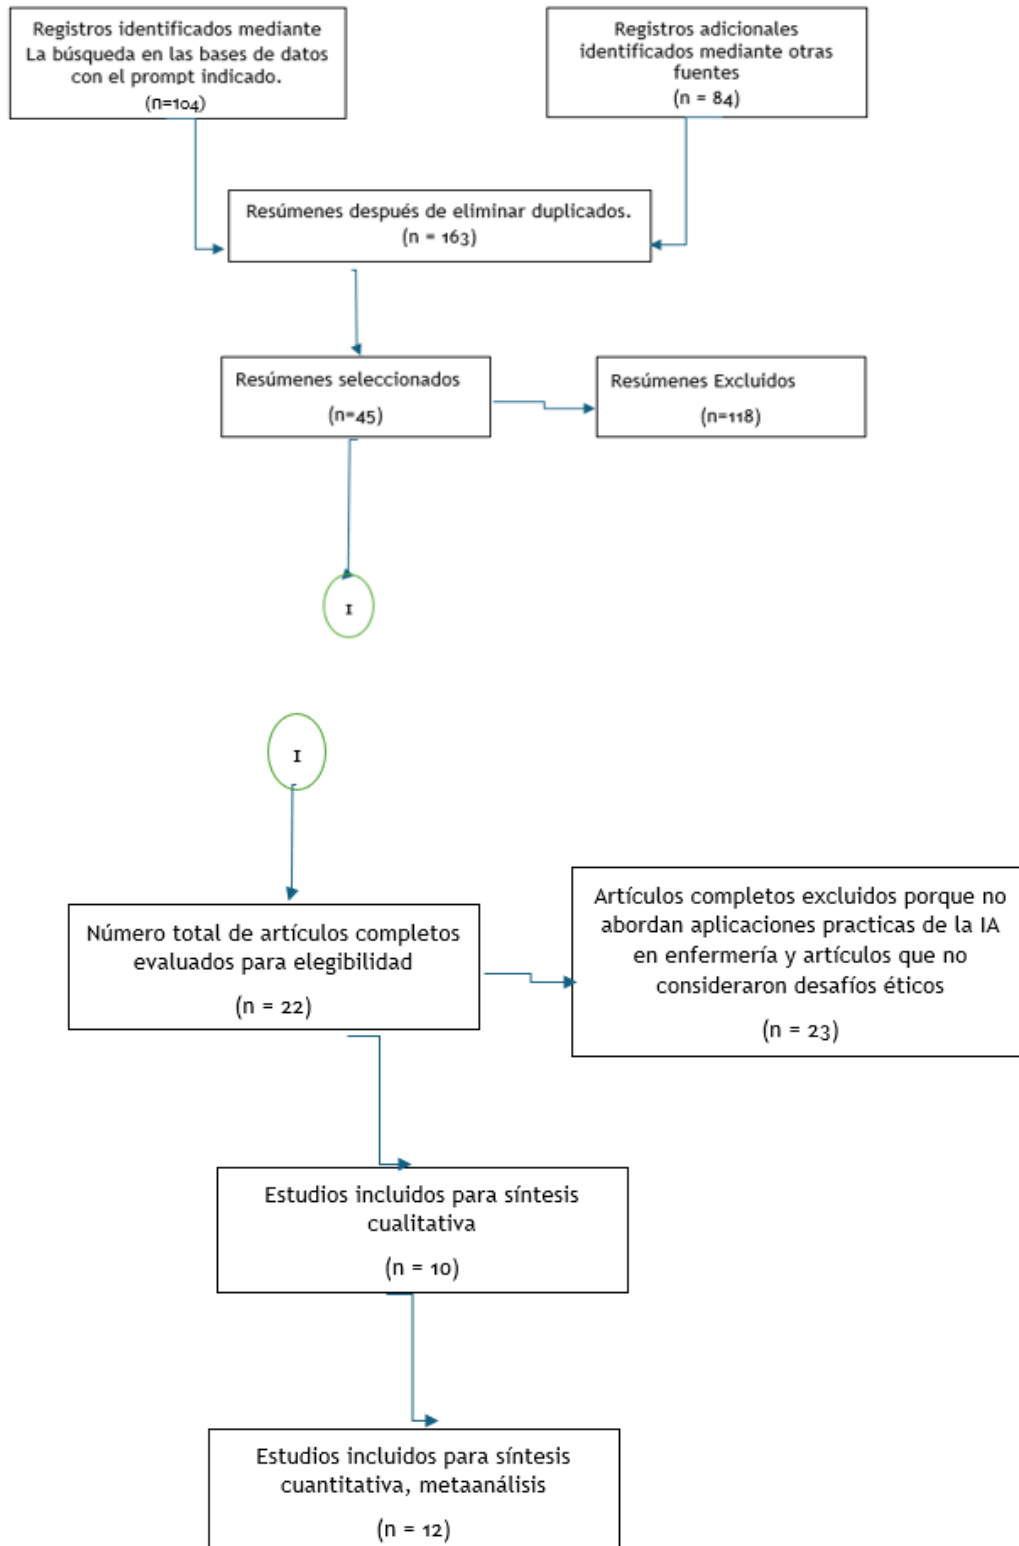 Registros identificados mediante
La búsqueda en las bases de datos
con el prompt indicado.
(n=104)
Registros adicionales
identificados mediante otras
fuentes
(n = 84)
Resúmenes después de eliminar duplicados.
(n = 163)
Resúmenes seleccionados
(n=45)
Resúmenes Excluidos
(n=118)
I
I
Número total de artículos completos
evaluados para elegibilidad
(n = 22)
Artículos completos excluidos porque no
abordan aplicaciones practicas de la IA
en enfermería y artículos que no
consideraron desafíos éticos
(n = 23)
Estudios incluidos para síntesis
cualitativa
(n = 10)
Estudios incluidos para síntesis
cuantitativa, metaanálisis
(n = 12)